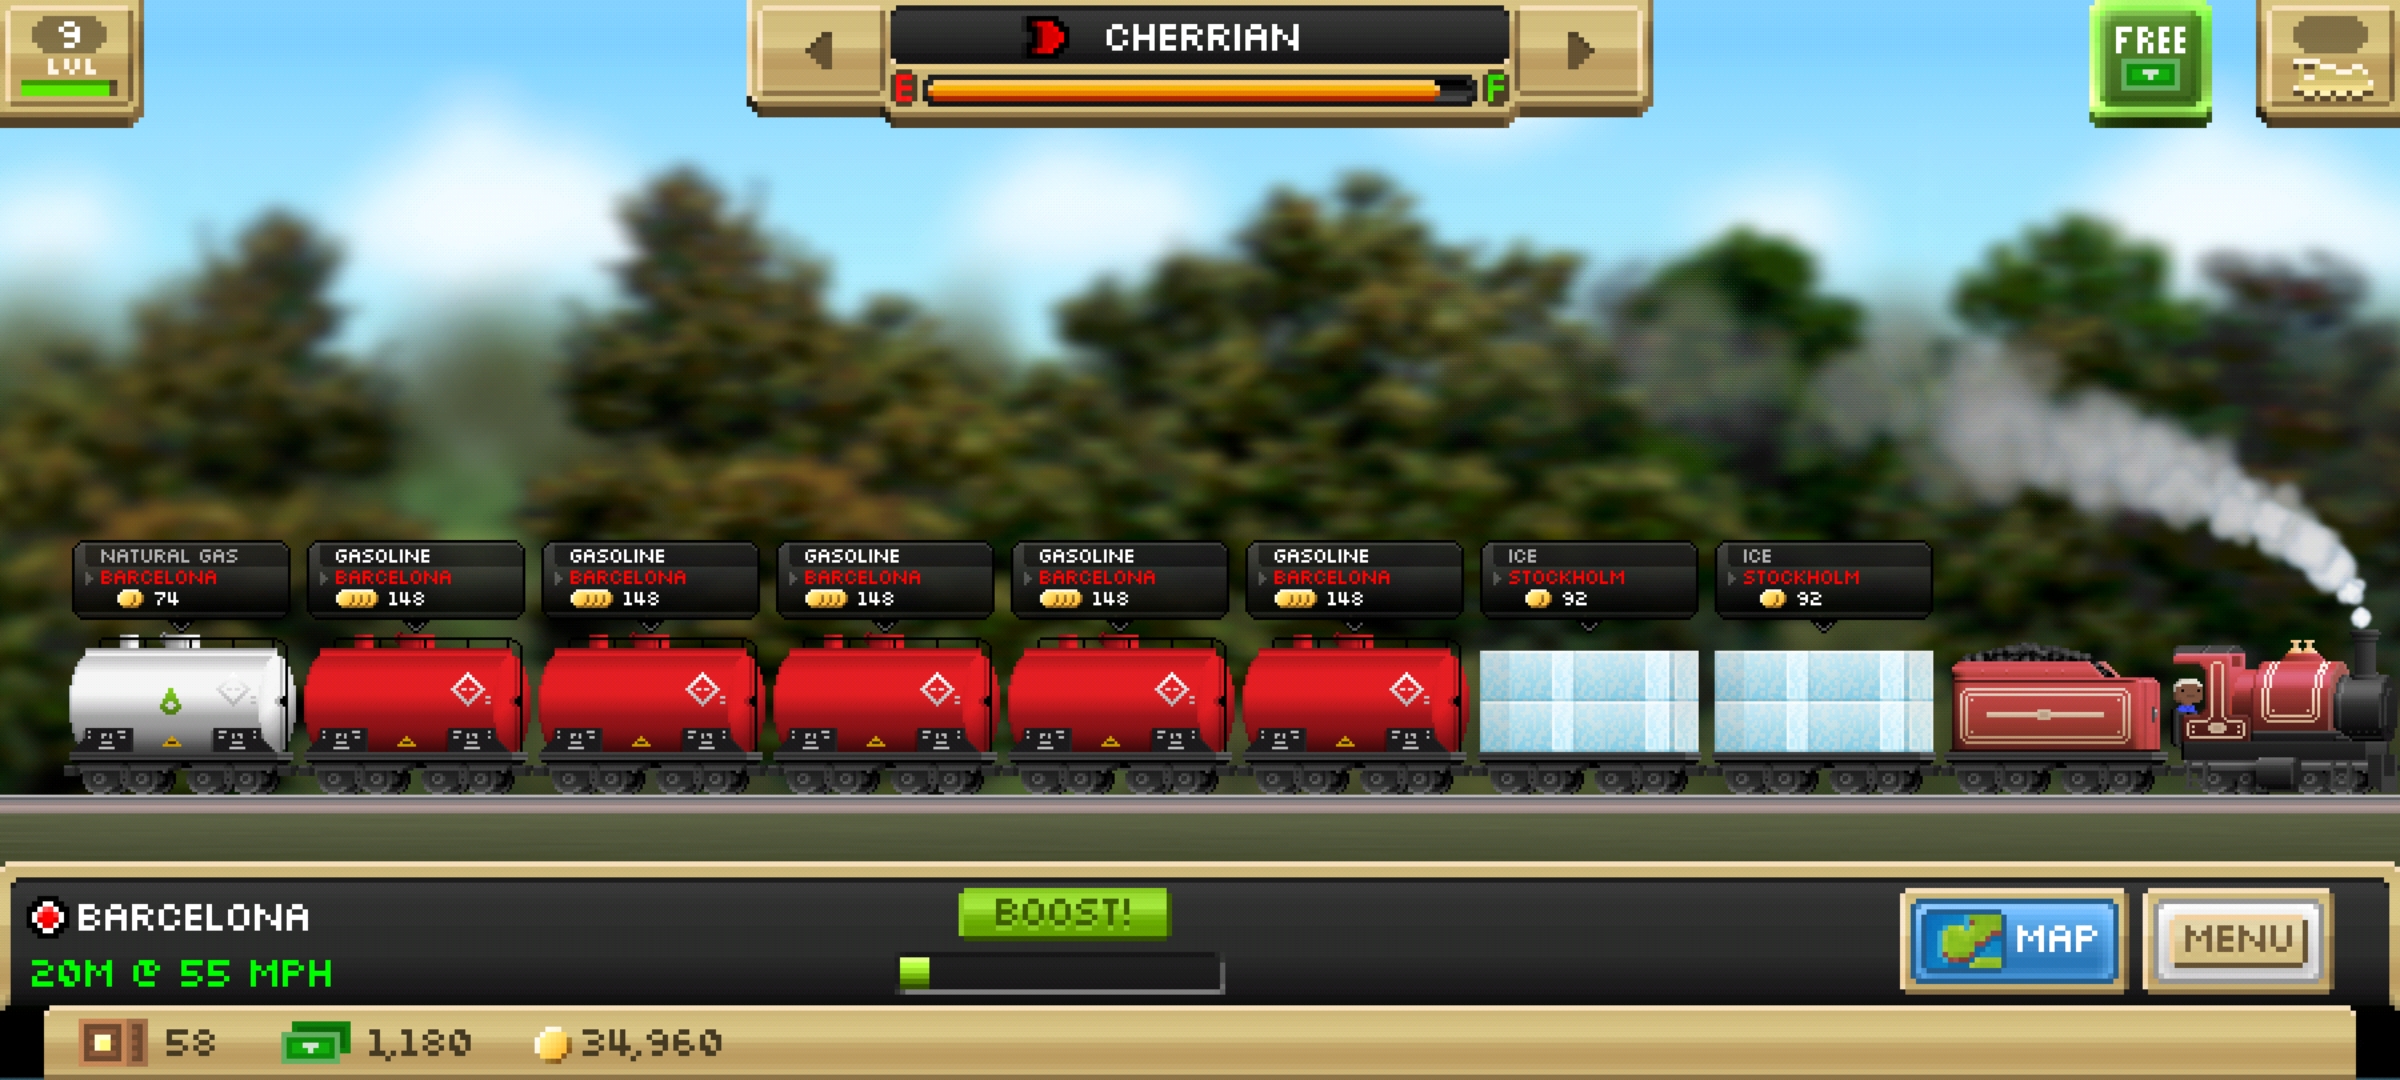 9
LVL
CHERRIAN
E F
FREE
NATURAL GAS
BARCELONA
74
GASOLINE
BARCELONA
148
GASOLINE
BARCELONA
148
GASOLINE
BARCELONA
148
GASOLINE
BARCELONA
148
GASOLINE
BARCELONA
148
ICE
STOCKHOLM
92
ICE
STOCKHOLM
92
BARCELONA
20M @ 55 MPH
BOOST!
MAP
MENU
58
1,180
34,960